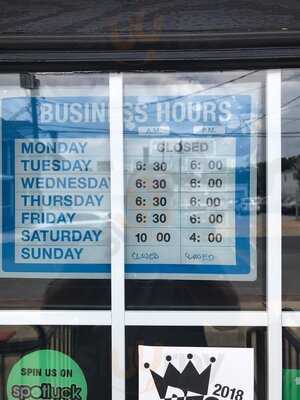 BUSINESS HOURS
A.M. P.M.
MONDAY CLOSED
TUESDAY 6:30 6:00
WEDNESDAY 6:30 6:00
THURSDAY 6:30 6:00
FRIDAY 6:30 6:00
SATURDAY 10 00 4:00
SUNDAY CLOSED CLOSED
SPIN US ON
spotluck
2018